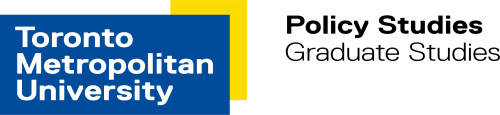 Toronto
Metropolitan
University
Policy Studies
Graduate Studies